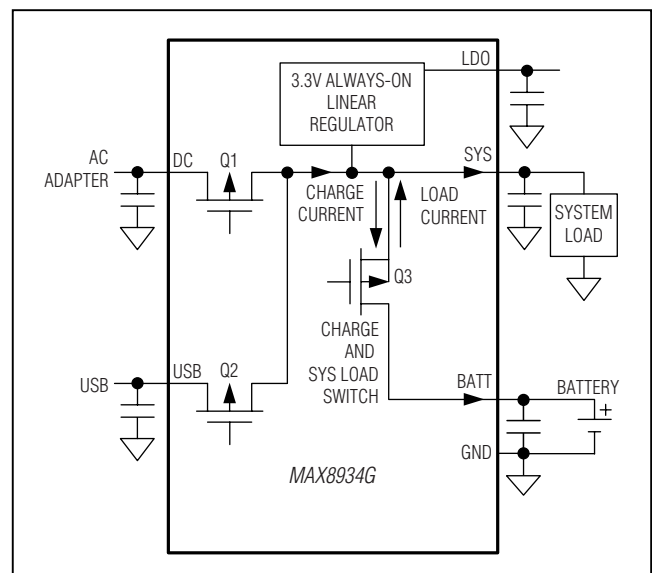 LDO
3.3V ALWAYS-ON
LINEAR
REGULATOR
AC
ADAPTER
DC
Q1
SYS
CHARGE
CURRENT
LOAD
CURRENT
SYSTEM
LOAD
Q3
CHARGE
AND
SYS LOAD
SWITCH
USB
USB
Q2
BATT
BATTERY
+
GND
MAX8934G